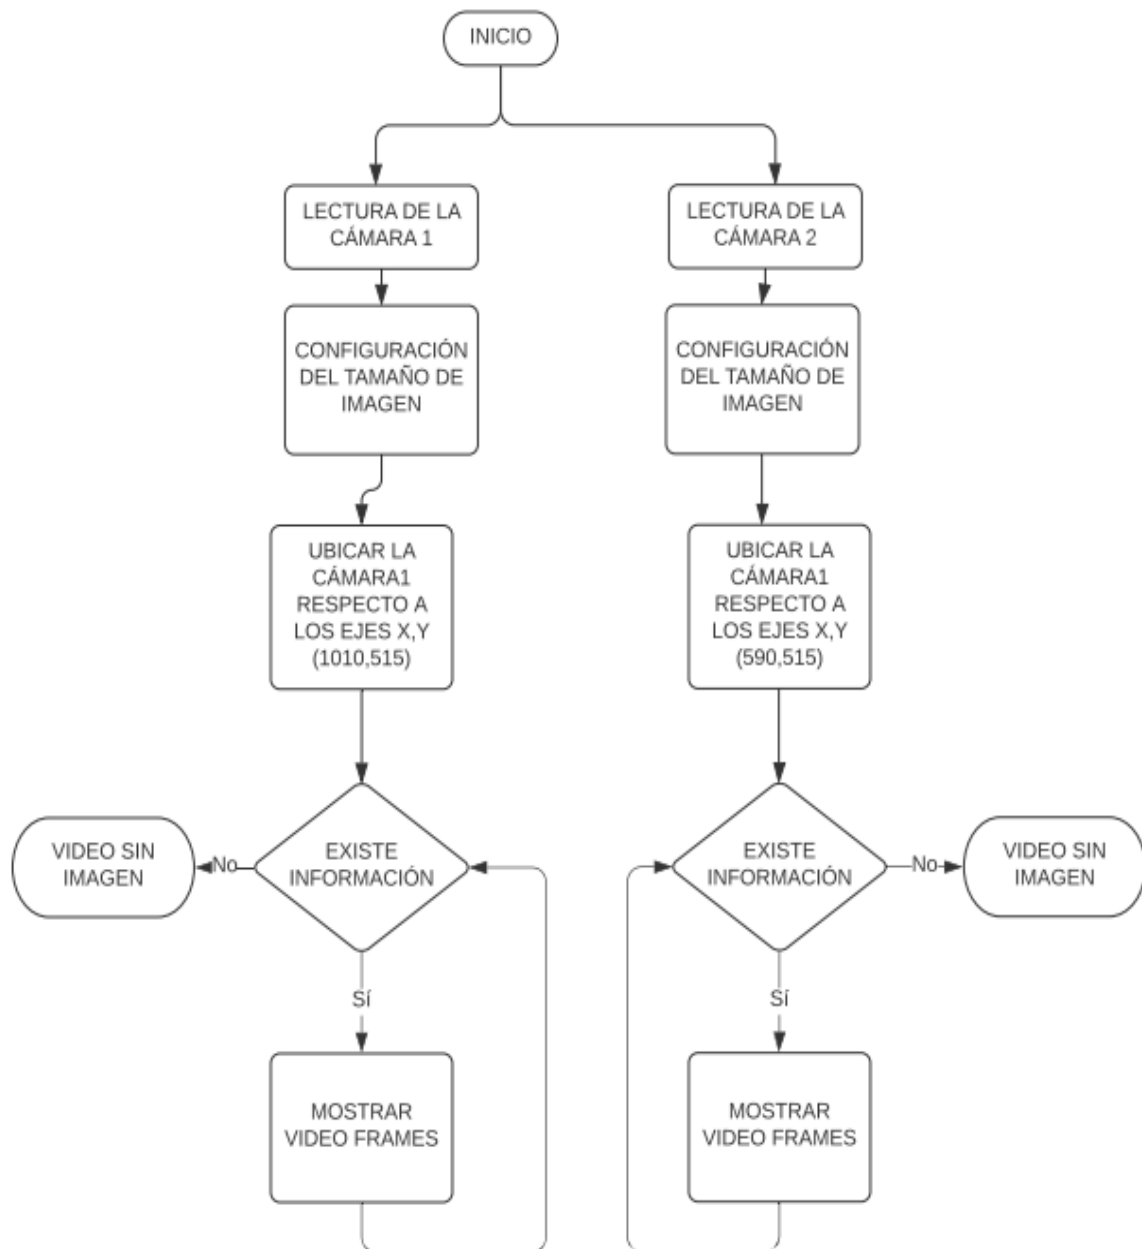 INICIO
LECTURA DE LA
CÁMARA 1
CONFIGURACIÓN
DEL TAMAÑO DE
IMAGEN
UBICAR LA
CÁMARA1
RESPECTO A
LOS EJES X,Y
(1010,515)
EXISTE
INFORMACIÓN
No
VIDEO SIN
IMAGEN
Sí
MOSTRAR
VIDEO FRAMES
LECTURA DE LA
CÁMARA 2
CONFIGURACIÓN
DEL TAMAÑO DE
IMAGEN
UBICAR LA
CÁMARA1
RESPECTO A
LOS EJES X,Y
(590,515)
EXISTE
INFORMACIÓN
No
VIDEO SIN
IMAGEN
Sí
MOSTRAR
VIDEO FRAMES